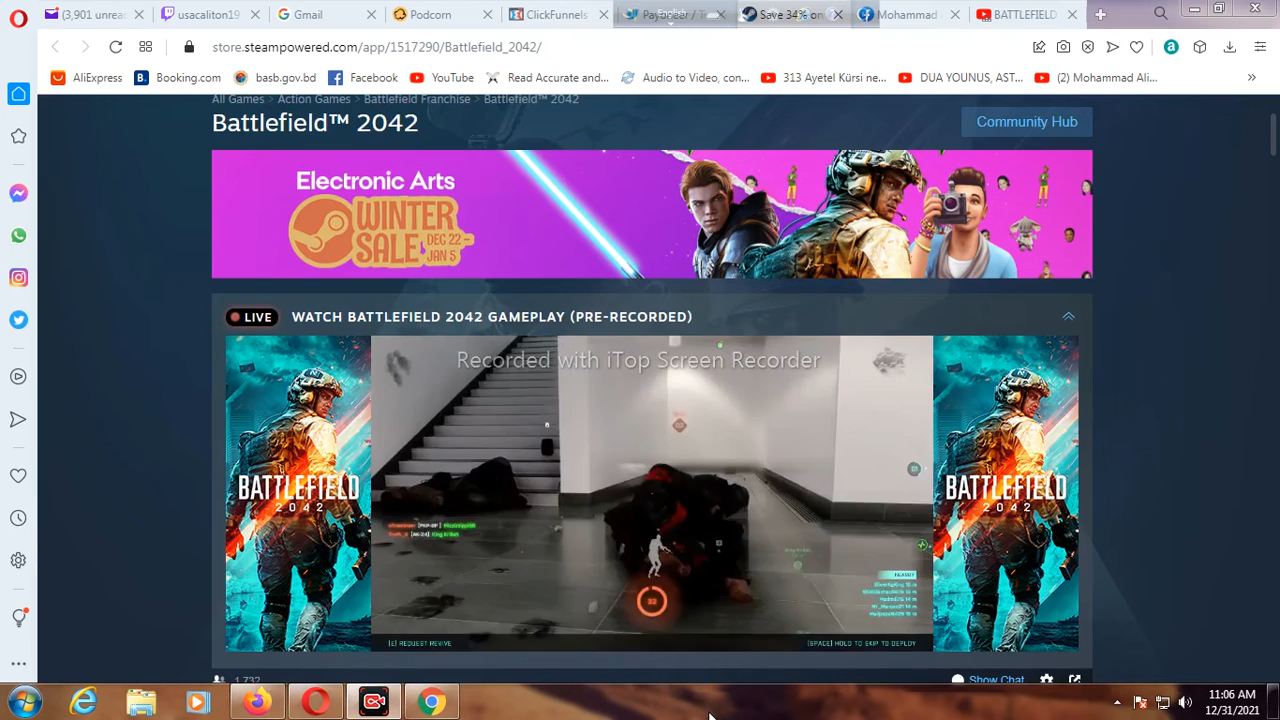 (3,901 unrea
usacaliton19
Gmail
Podcorn
ClickFunnels
English
Save 34% on
Mohammad
BATTLEFIELD
store.steampowered.com/app/1517290/Battlefield_2042/
AliExpress
Booking.com
basb.gov.bd
Facebook
YouTube
Read Accurate and...
Audio to Video, con...
313 Ayetel Kürsi ne...
DUA YOUNUS, AST...
(2) Mohammad Ali...
All Games > Action Games > Battlefield Franchise > Battlefield™ 2042
Battlefield™ 2042
Community Hub
Electronic Arts
WINTER
SALE
DEC 22 –
JAN 5
LIVE
WATCH BATTLEFIELD 2042 GAMEPLAY (PRE-RECORDED)
Recorded with iTop Screen Recorder
BATTLEFIELD
2042
BATTLEFIELD
2042
22
[E] REQUEST REVIVE
[SPACE] HOLD TO SKIP TO DEPLOY
1,732
Show Chat
11:06 AM
12/31/2021